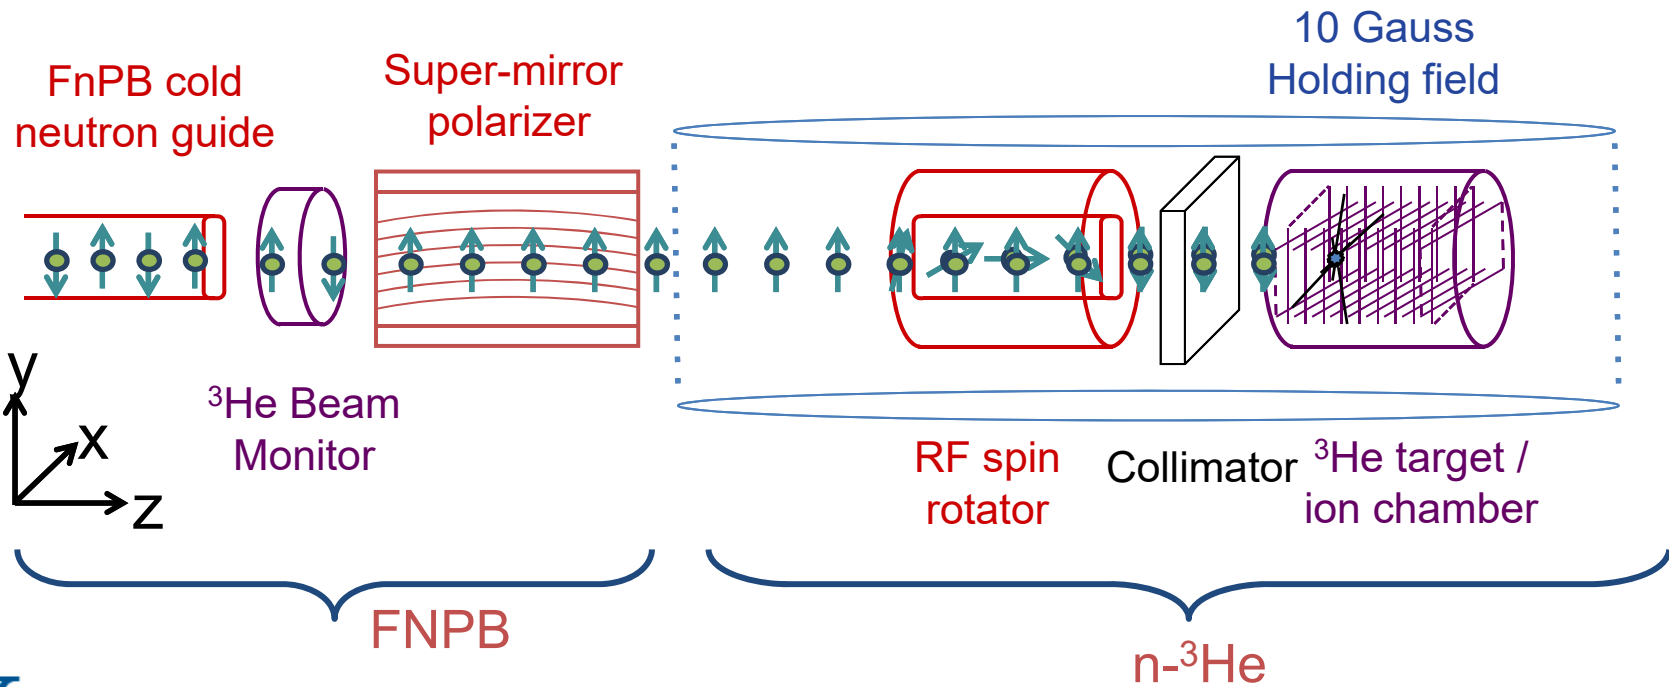 10 Gauss
Holding field
FnPB cold
neutron guide
Super-mirror
polarizer
y
x
z
³He Beam
Monitor
RF spin
rotator
Collimator
³He target /
ion chamber
FNPB
n-³He